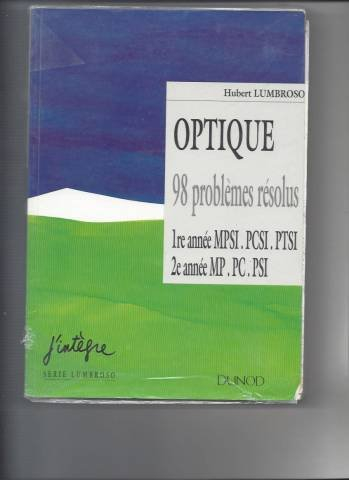 Hubert LUMBROSO
OPTIQUE
98 problèmes résolus
1re année MPSI . PCSI . PTSI
2e année MP . PC . PSI
j'intègre
SERIE LUMBROSO
DUNOD